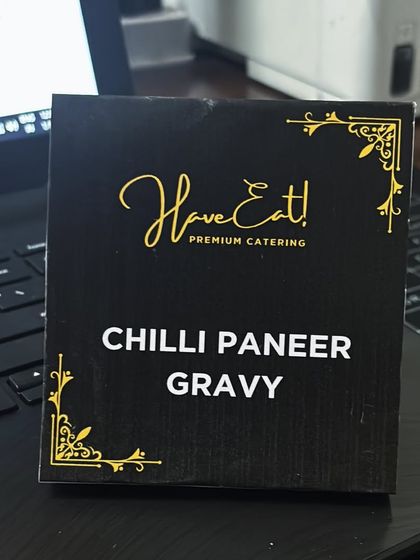 Have Eat!
PREMIUM CATERING
CHILLI PANEER
GRAVY